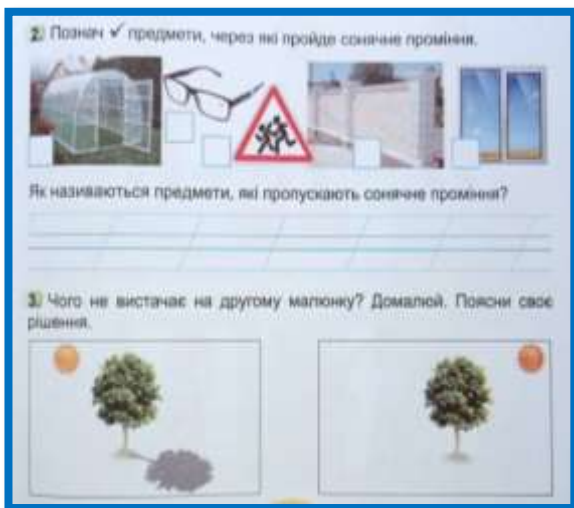 2. Познач ✓ предмети, через які пройде сонячне проміння.
Як називаються предмети, які пропускають сонячне проміння?
3. Чого не вистачає на другому малюнку? Домалюй. Поясни своє
рішення.